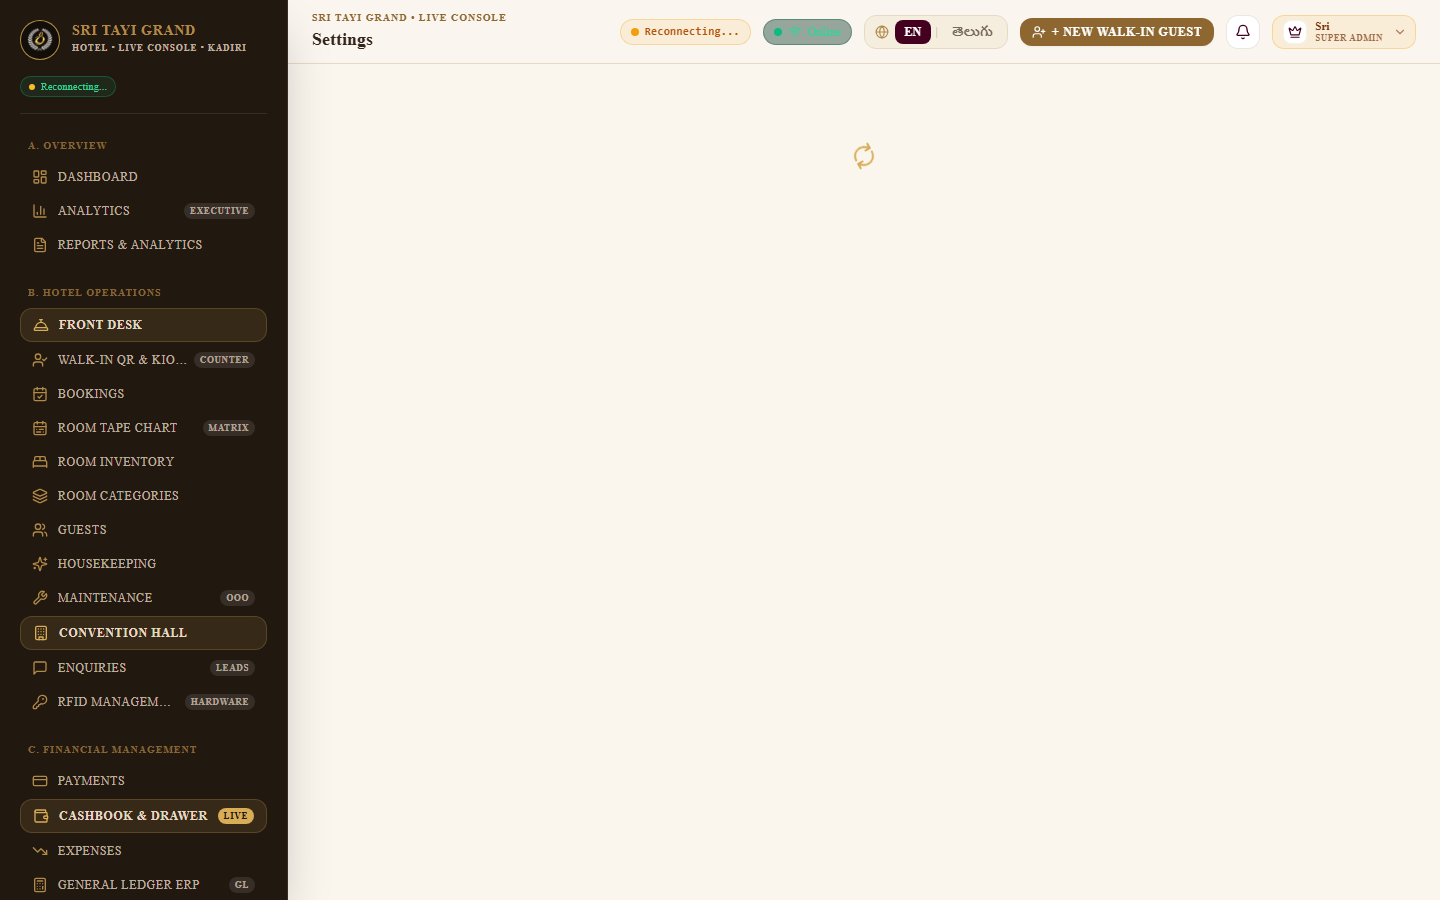 SRI TAYI GRAND
HOTEL • LIVE CONSOLE • KADIRI
Reconnecting...
A. OVERVIEW
DASHBOARD
ANALYTICS
EXECUTIVE
REPORTS & ANALYTICS
B. HOTEL OPERATIONS
FRONT DESK
WALK-IN QR & KIO...
COUNTER
BOOKINGS
ROOM TAPE CHART
MATRIX
ROOM INVENTORY
ROOM CATEGORIES
GUESTS
HOUSEKEEPING
MAINTENANCE
OOO
CONVENTION HALL
ENQUIRIES
LEADS
RFID MANAGEM...
HARDWARE
C. FINANCIAL MANAGEMENT
PAYMENTS
CASHBOOK & DRAWER
LIVE
EXPENSES
GENERAL LEDGER ERP
GL
SRI TAYI GRAND • LIVE CONSOLE
Settings
Reconnecting...
EN
తెలుగు
+ NEW WALK-IN GUEST
Sri
SUPER ADMIN